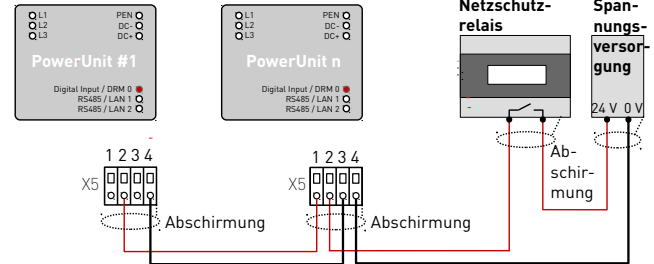 L1
L2
L3
PEN
DC-
DC+
PowerUnit #1
Digital Input / DRM 0
RS485 / LAN 1
RS485 / LAN 2
L1
L2
L3
PEN
DC-
DC+
PowerUnit n
Digital Input / DRM 0
RS485 / LAN 1
RS485 / LAN 2
Netzschutz-
relais
Span-
nungs-
versor-
gung
24 V 0 V
Ab-
schir-
mung
1 2 3 4
X5
Abschirmung
1 2 3 4
X5
Abschirmung